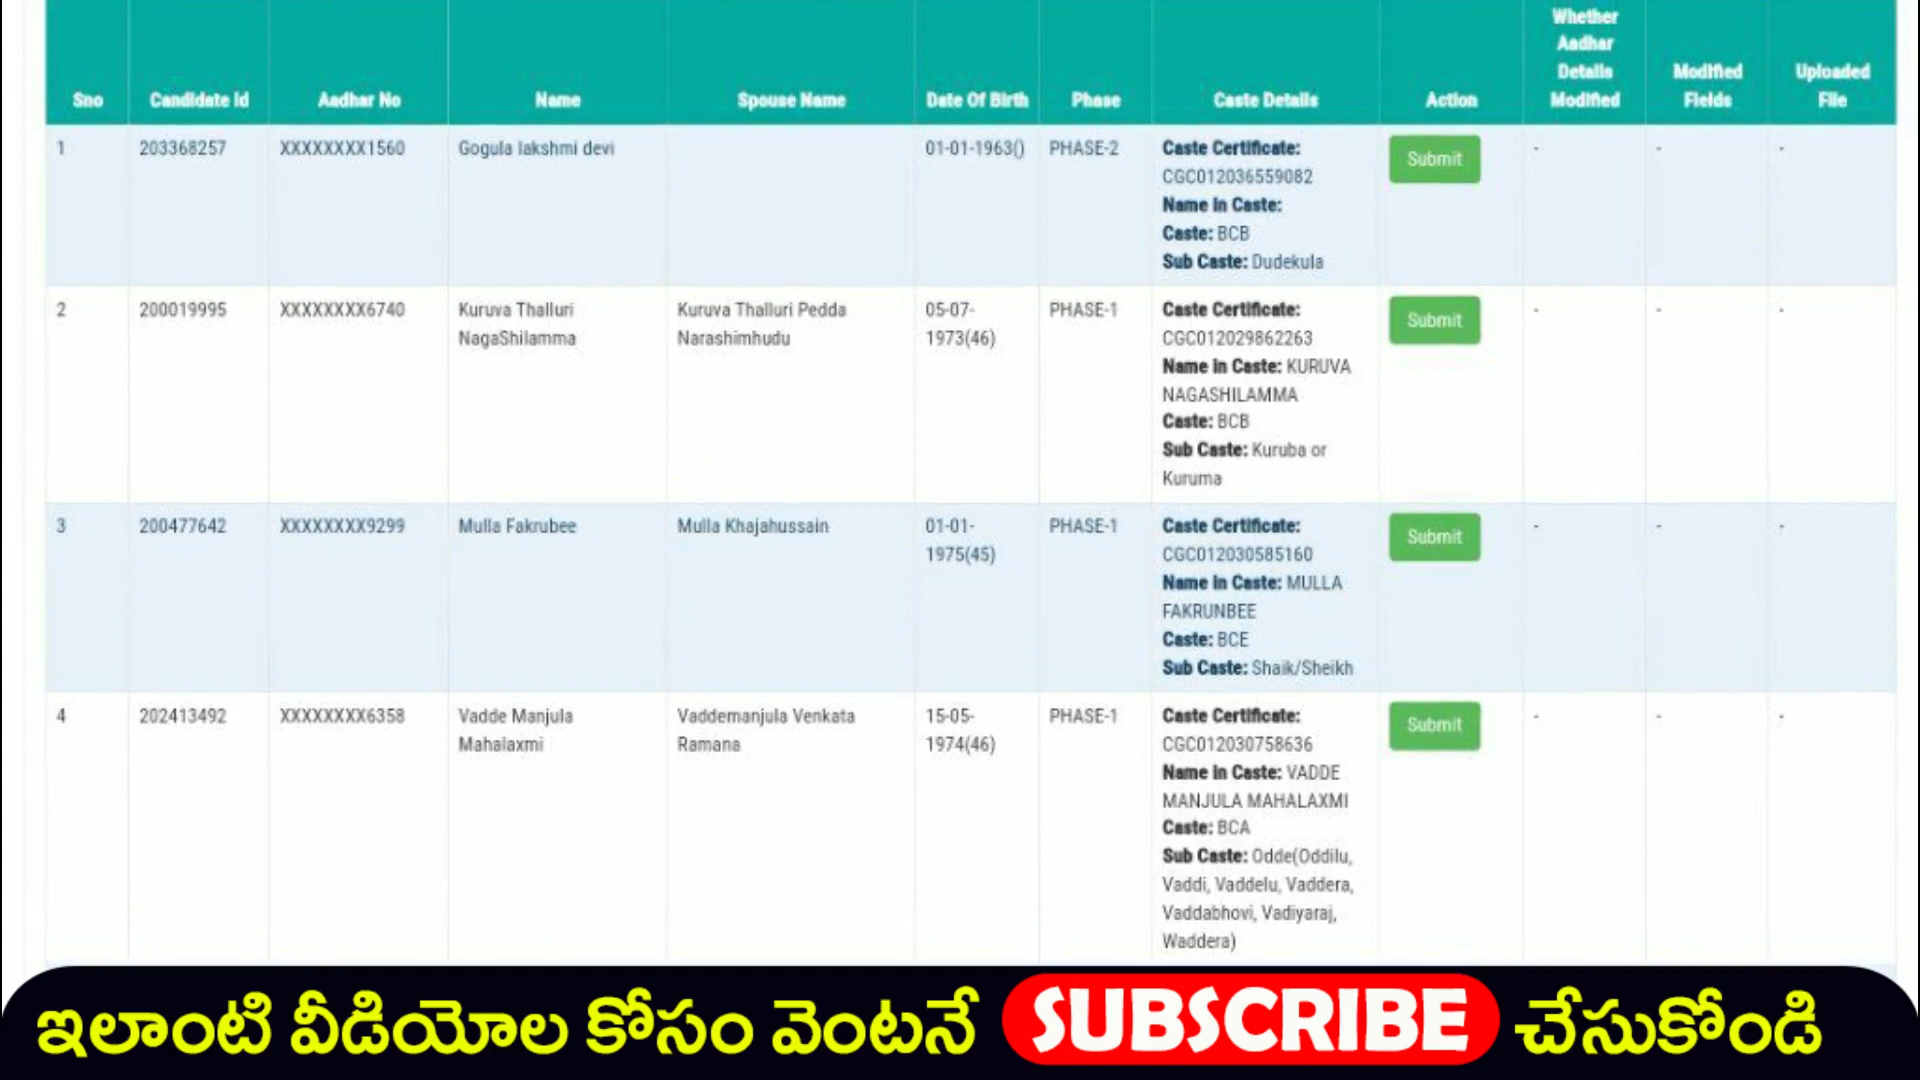 Sno Candidate Id Aadhar No Name Spouse Name Date Of Birth Phase Caste Details Action Whether Aadhar Details Modified Modified Fields Uploaded File
1 203368257 XXXXXXXX1560 Gogula lakshmi devi 01-01-1963() PHASE-2 Caste Certificate: Submit - - -
CGC012036559082
Name In Caste:
Caste: BCB
Sub Caste: Dudekula
2 200019995 XXXXXXXX6740 Kuruva Thalluri Kuruva Thalluri Pedda 05-07- PHASE-1 Caste Certificate: Submit - - -
NagaShilamma Narashimhudu 1973(46) CGC012029862263
Name In Caste: KURUVA
NAGASHILAMMA
Caste: BCB
Sub Caste: Kuruba or
Kuruma
3 200477642 XXXXXXXX9299 Mulla Fakrubee Mulla Khajahussain 01-01- PHASE-1 Caste Certificate: Submit - - -
1975(45) CGC012030585160
Name In Caste: MULLA
FAKRUNBEE
Caste: BCE
Sub Caste: Shaik/Sheikh
4 202413492 XXXXXXXX6358 Vadde Manjula Vaddemanjula Venkata 15-05- PHASE-1 Caste Certificate: Submit - - -
Mahalaxmi Ramana 1974(46) CGC012030758636
Name In Caste: VADDE
MANJULA MAHALAXMI
Caste: BCA
Sub Caste: Odde(Oddilu,
Vaddi, Vaddelu, Vaddera,
Vaddabhovi, Vadiyaraj,
Waddera)
ఇలాంటి వీడియోల కోసం వెంటనే SUBSCRIBE చేసుకోండి